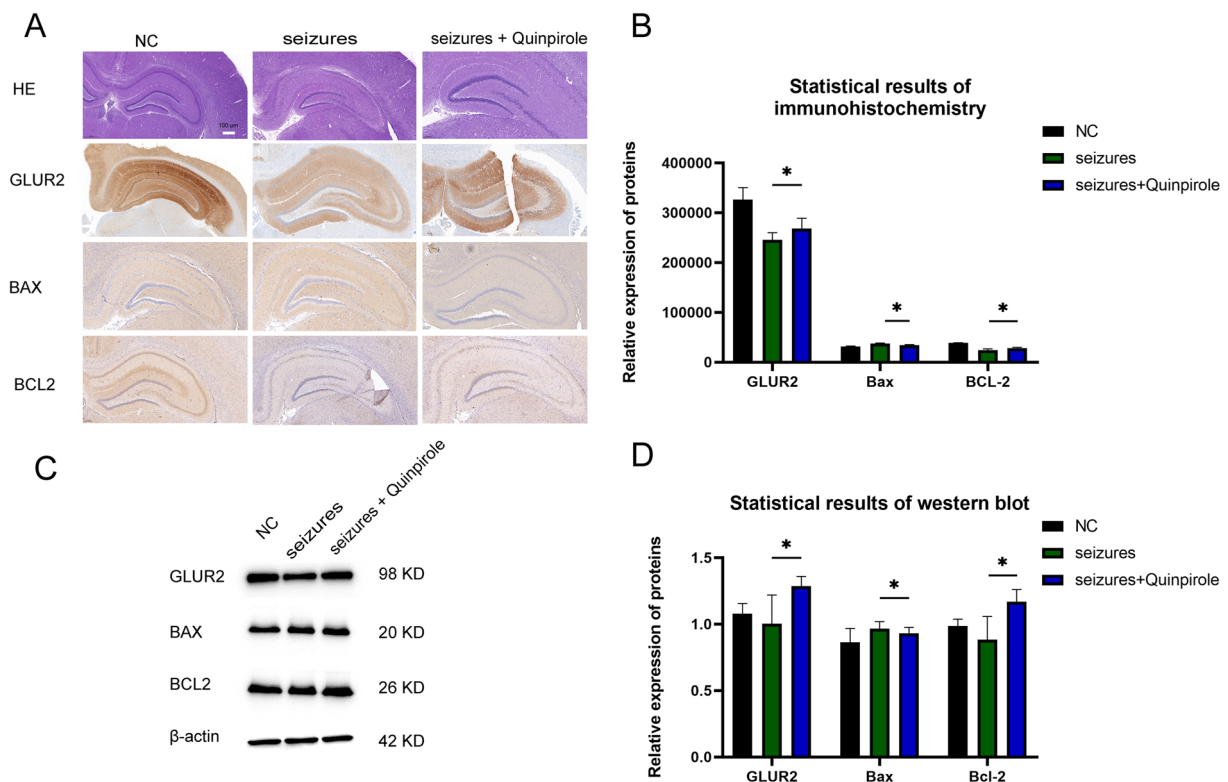 A
NC
seizures
seizures + Quinpirole
HE
100 μm
GLUR2
BAX
BCL2
B
Statistical results of
immunohistochemistry
NC
seizures
seizures+Quinpirole
Relative expression of proteins
400000
300000
200000
100000
0
*
*
*
GLUR2
Bax
BCL-2
C
NC
seizures
seizures + Quinpirole
GLUR2
98 KD
BAX
20 KD
BCL2
26 KD
β-actin
42 KD
D
Statistical results of western blot
NC
seizures
seizures+Quinpirole
Relative expression of proteins
1.5
1.0
0.5
0.0
*
*
*
GLUR2
Bax
Bcl-2